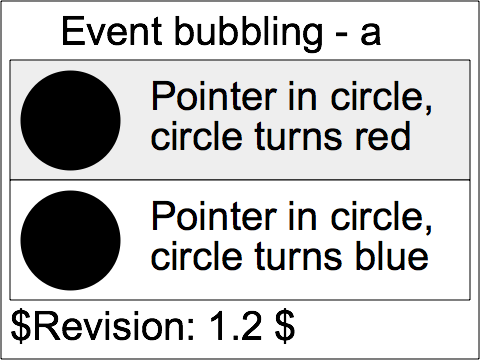 Event bubbling - a
Pointer in circle,
circle turns red
Pointer in circle,
circle turns blue
$Revision: 1.2 $